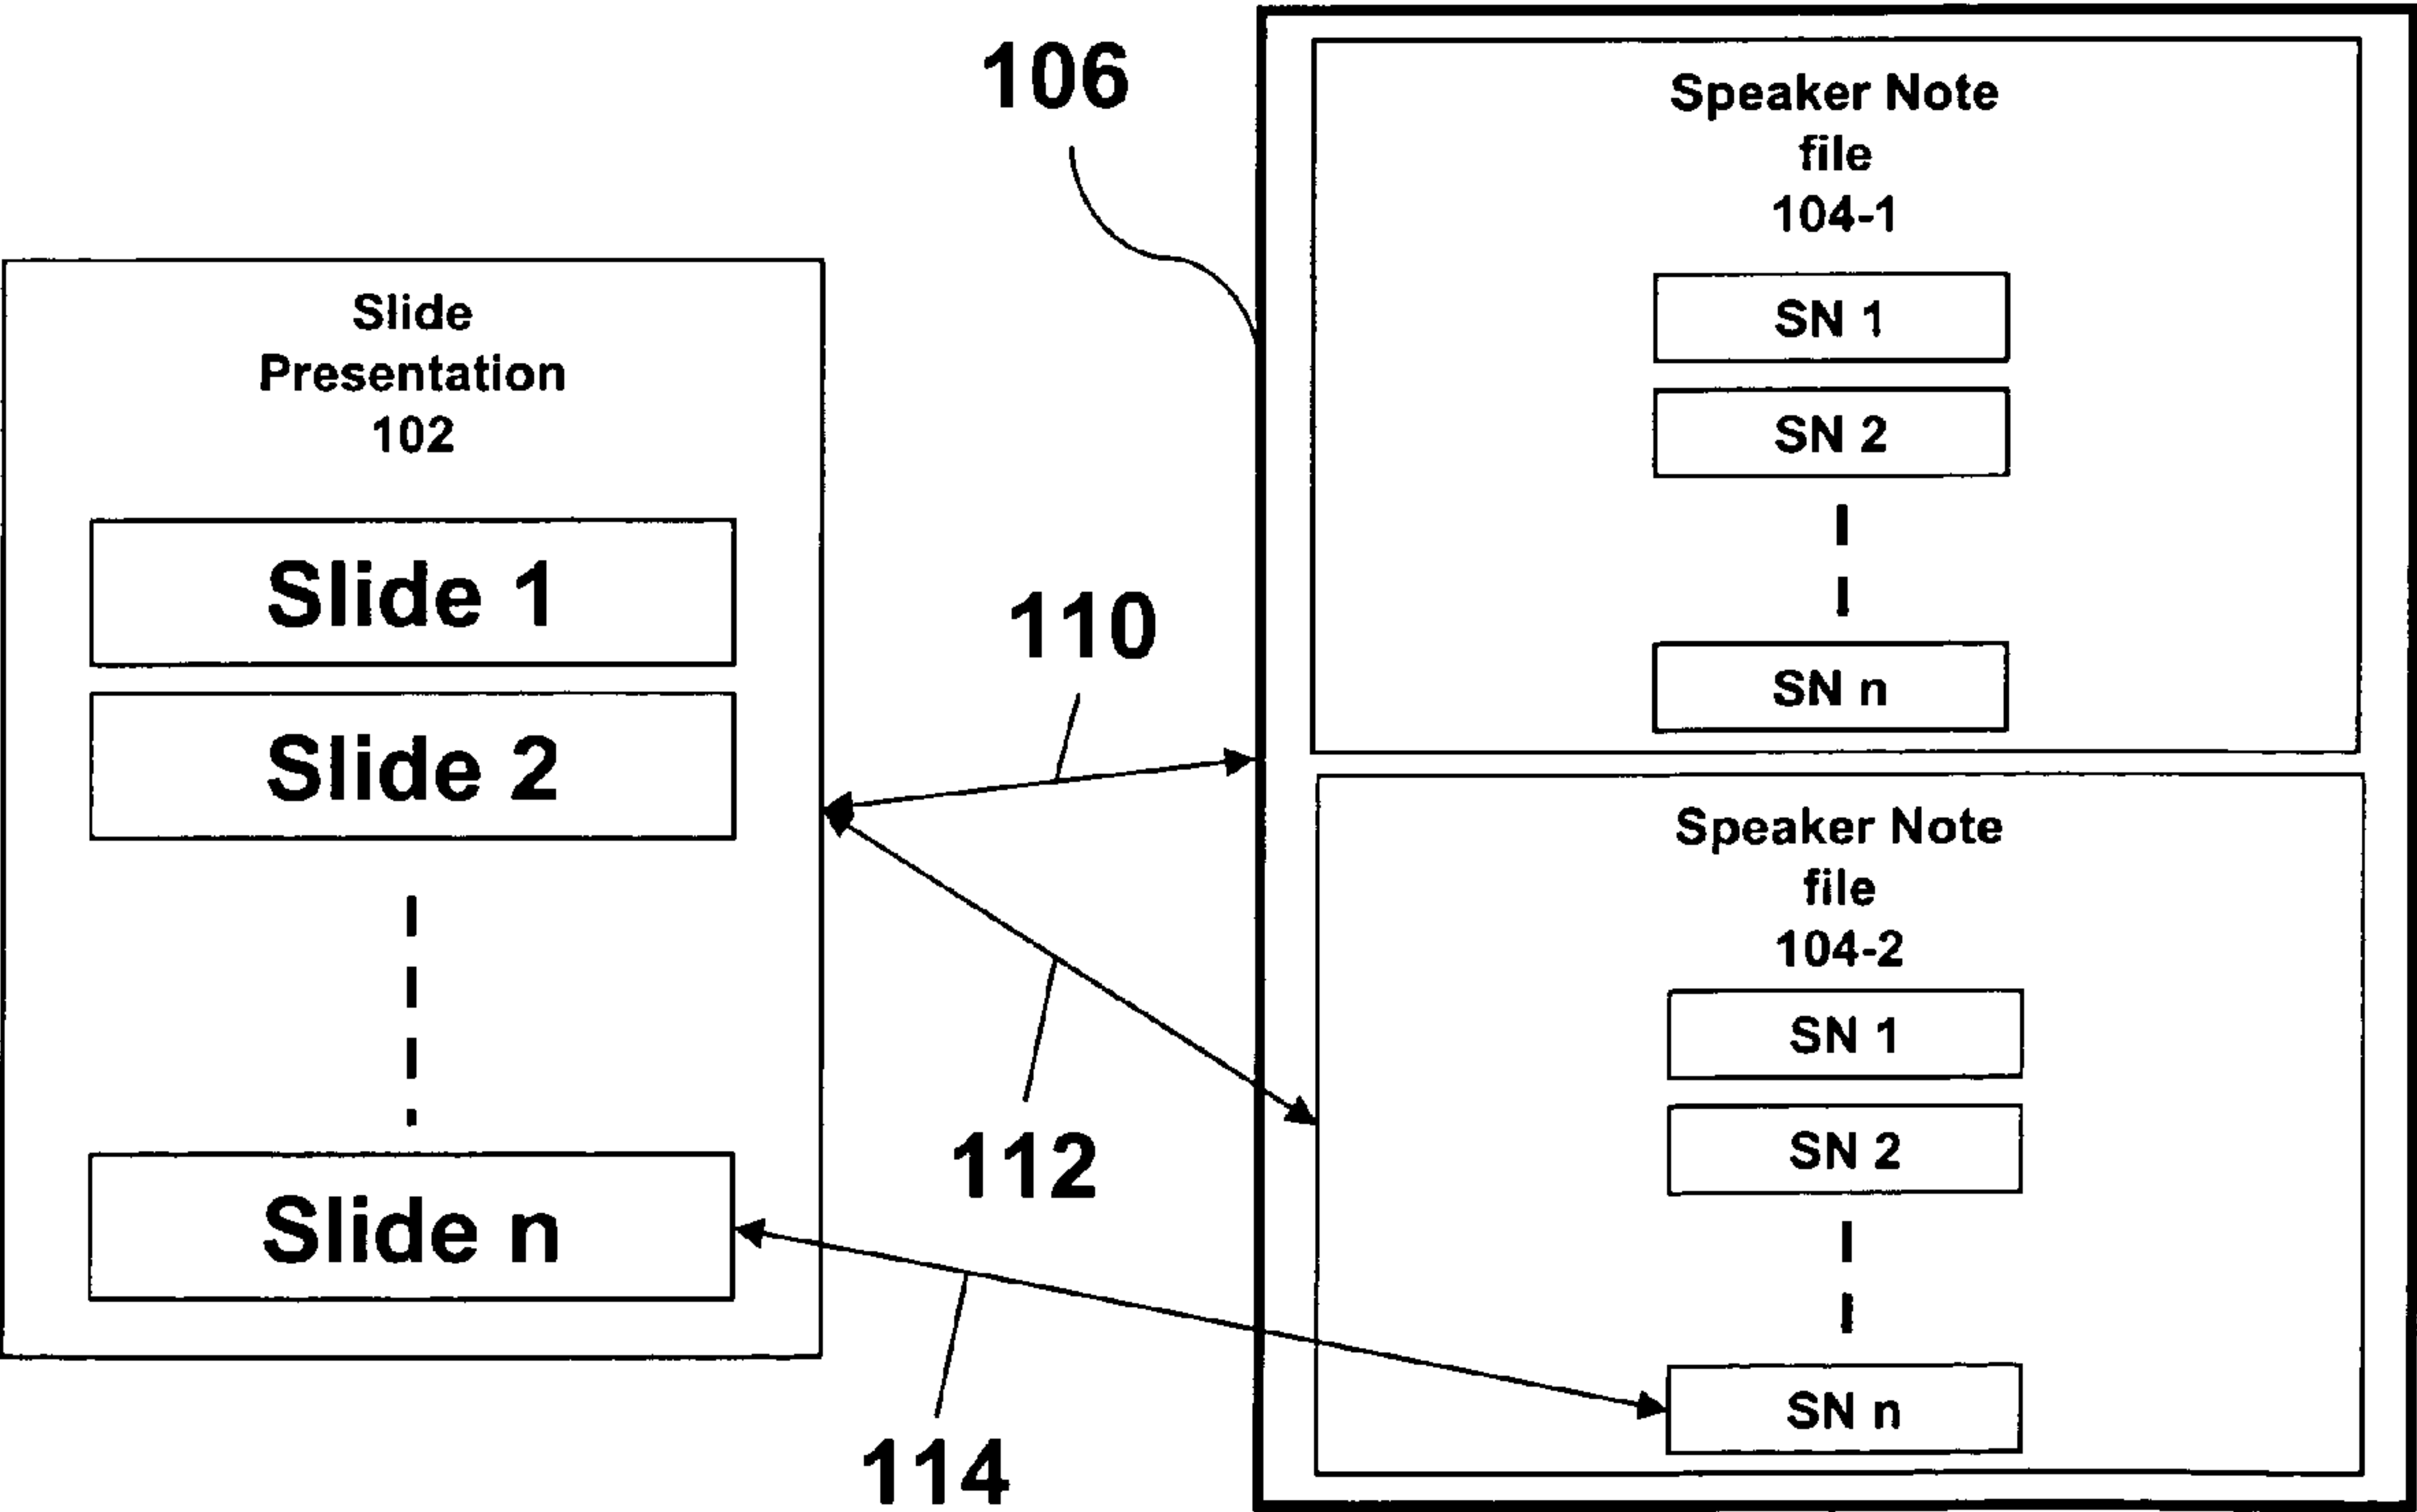 106
Speaker Note
file
104-1
SN 1
SN 2
SN n
Slide
Presentation
102
Slide 1
Slide 2
Slide n
110
112
114
Speaker Note
file
104-2
SN 1
SN 2
SN n